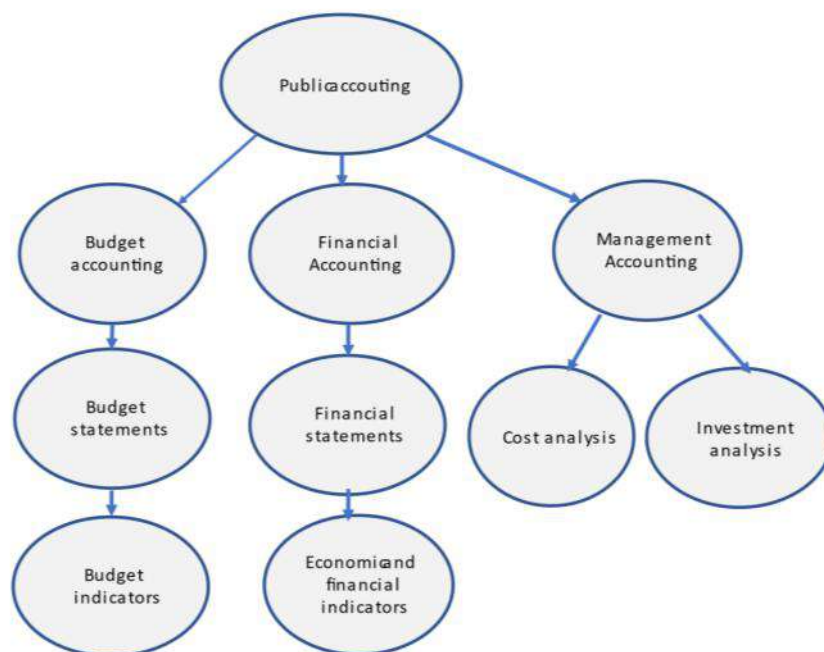 Publicaccouting
Budget
accounting
Financial
Accounting
Management
Accounting
Budget
statements
Financial
statements
Cost analysis
Investment
analysis
Budget
indicators
Economicand
financial
indicators